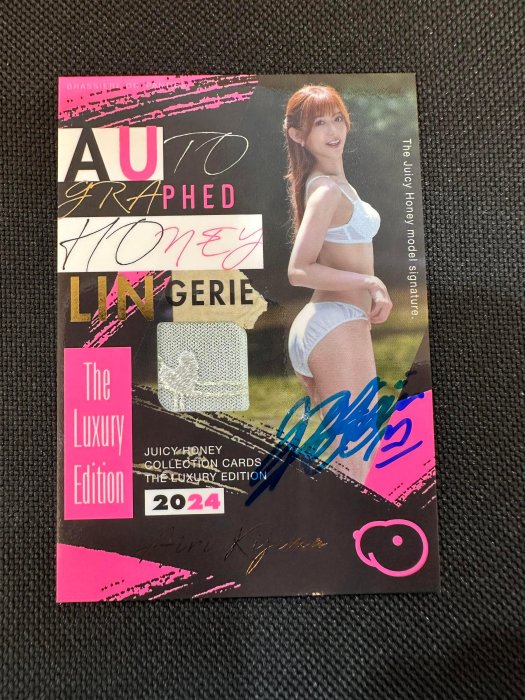 AUTO
GRAPHED
HONEY
LINGERIE
The Juicy Honey model signature.
The
Luxury
Edition
JUICY HONEY
COLLECTION CARDS
THE LUXURY EDITION
2024
Airi